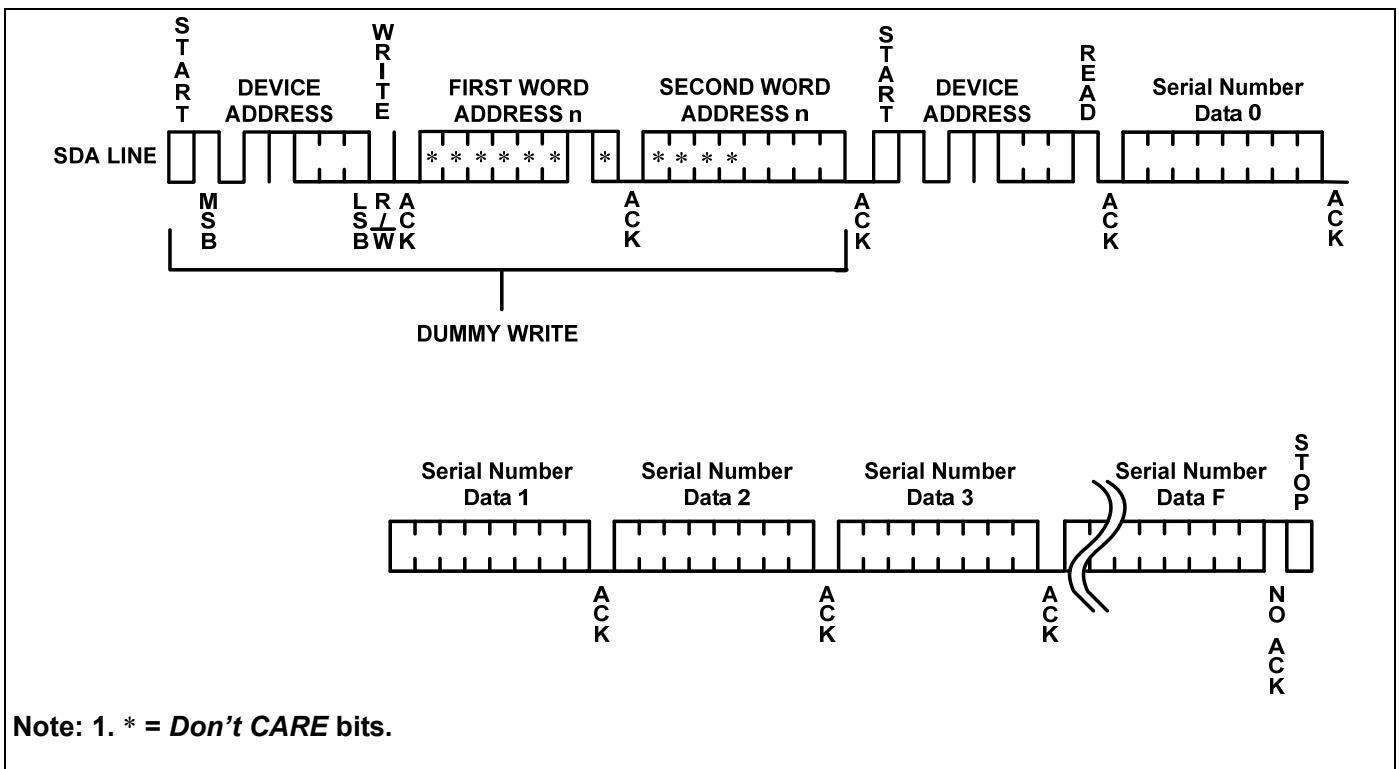 START
DEVICE
ADDRESS
WRITE
FIRST WORD
ADDRESS n
SECOND WORD
ADDRESS n
START
DEVICE
ADDRESS
READ
Serial Number
Data 0
SDA LINE
* * * * * * *
* * * *
MSB
LSB
R/W
ACK
ACK
ACK
ACK
ACK
DUMMY WRITE
Serial Number
Data 1
Serial Number
Data 2
Serial Number
Data 3
Serial Number
Data F
STOP
ACK
ACK
ACK
NO ACK
Note: 1. * = Don't CARE bits.